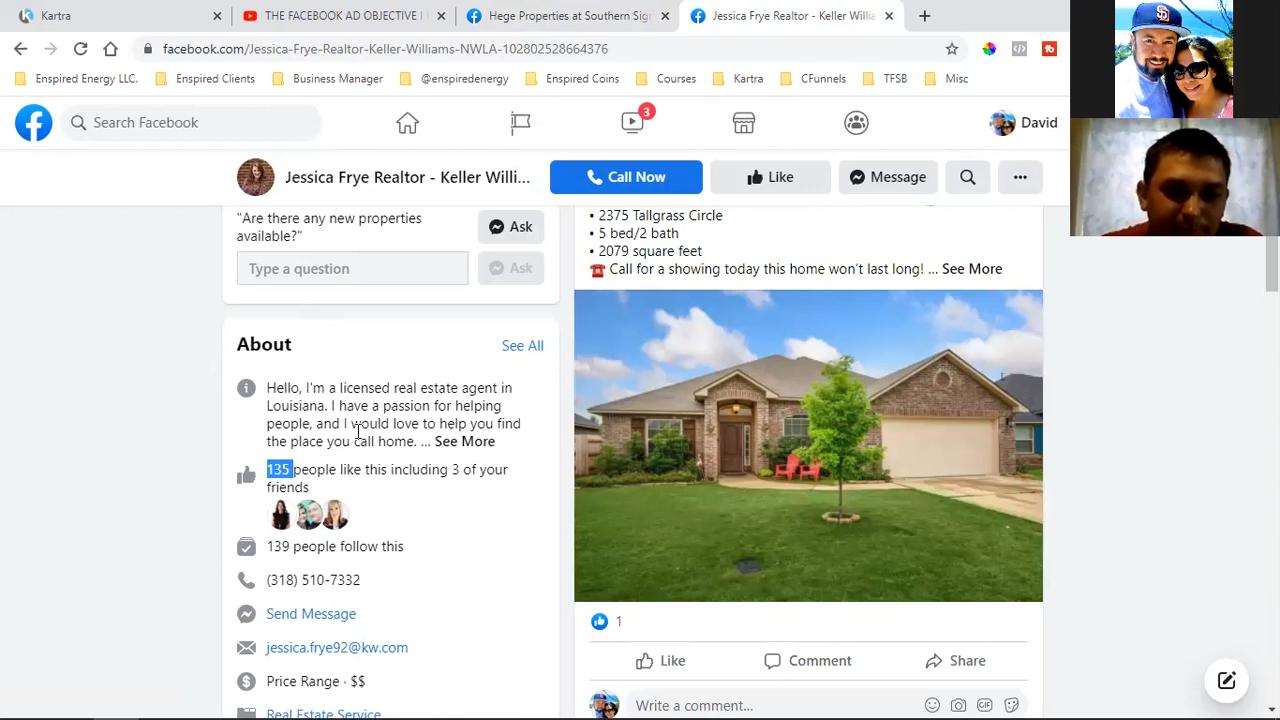 Kartra
THE FACEBOOK AD OBJECTIVE I
Hege Properties at Southern Sig
Jessica Frye Realtor - Keller Willia
facebook.com/Jessica-Frye-Realtor-Keller-Williams-NWLA-102802528664376
Enspired Energy LLC.
Enspired Clients
Business Manager
@enspiredenergy
Enspired Coins
Courses
Kartra
CFunnels
TFSB
Misc
Search Facebook
3
David
Jessica Frye Realtor - Keller Willi...
Call Now
Like
Message
"Are there any new properties
available?"
Ask
Type a question
Ask
About
See All
Hello, I'm a licensed real estate agent in
Louisiana. I have a passion for helping
people, and I would love to help you find
the place you call home. ... See More
135 people like this including 3 of your
friends
139 people follow this
(318) 510-7332
Send Message
jessica.frye92@kw.com
Price Range · $$
Real Estate Service
• 2375 Tallgrass Circle
• 5 bed/2 bath
• 2079 square feet
☎️ Call for a showing today this home won't last long! ... See More
1
Like
Comment
Share
Write a comment...
GIF